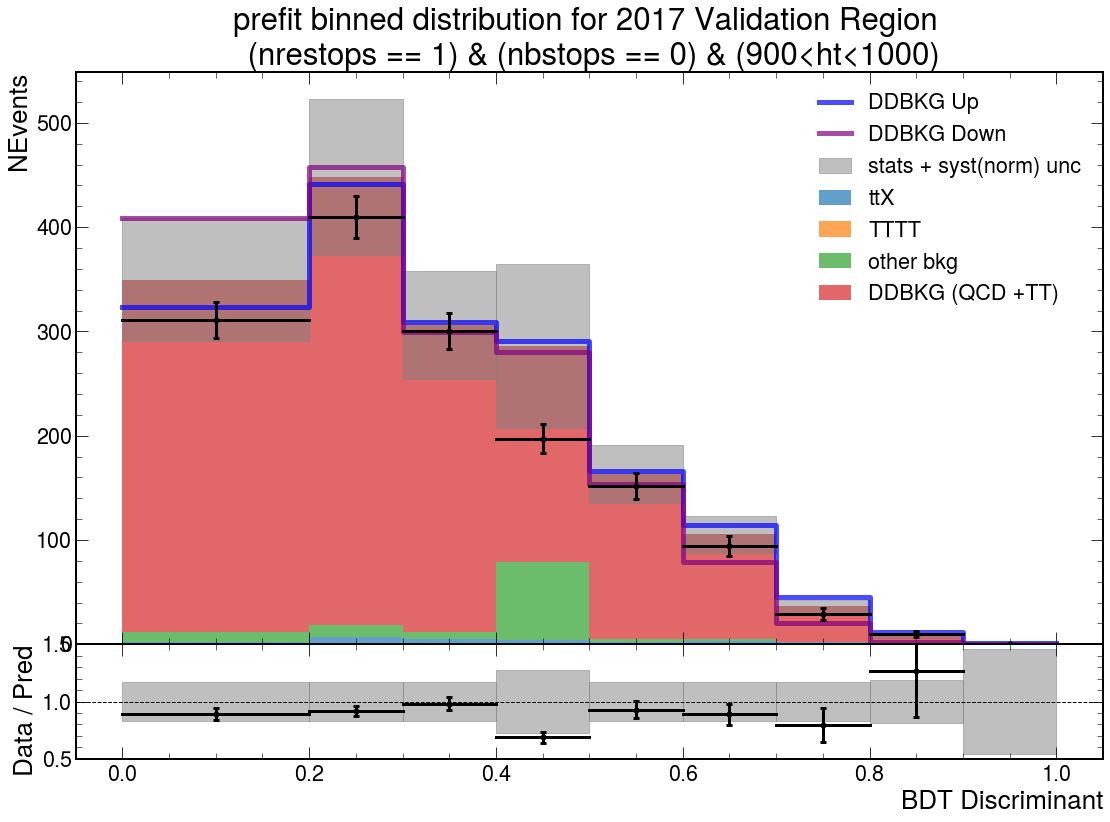 prefit binned distribution for 2017 Validation Region
(nrestops == 1) & (nbstops == 0) & (900<ht<1000)
NEvents
500
400
300
200
100
0
DDBKG Up
DDBKG Down
stats + syst(norm) unc
ttX
TTTT
other bkg
DDBKG (QCD +TT)
Data / Pred
1.5
1.0
0.5
0.0
0.2
0.4
0.6
0.8
1.0
BDT Discriminant